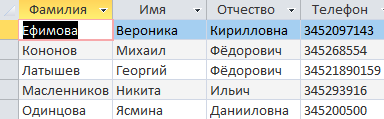 Фамилия Имя Отчество Телефон
Ефимова Вероника Кирилловна 3452097143
Кононов Михаил Фёдорович 345268554
Латышев Георгий Фёдорович 34521890159
Масленников Никита Ильич 345293916
Одинцова Ясмина Данииловна 345200500